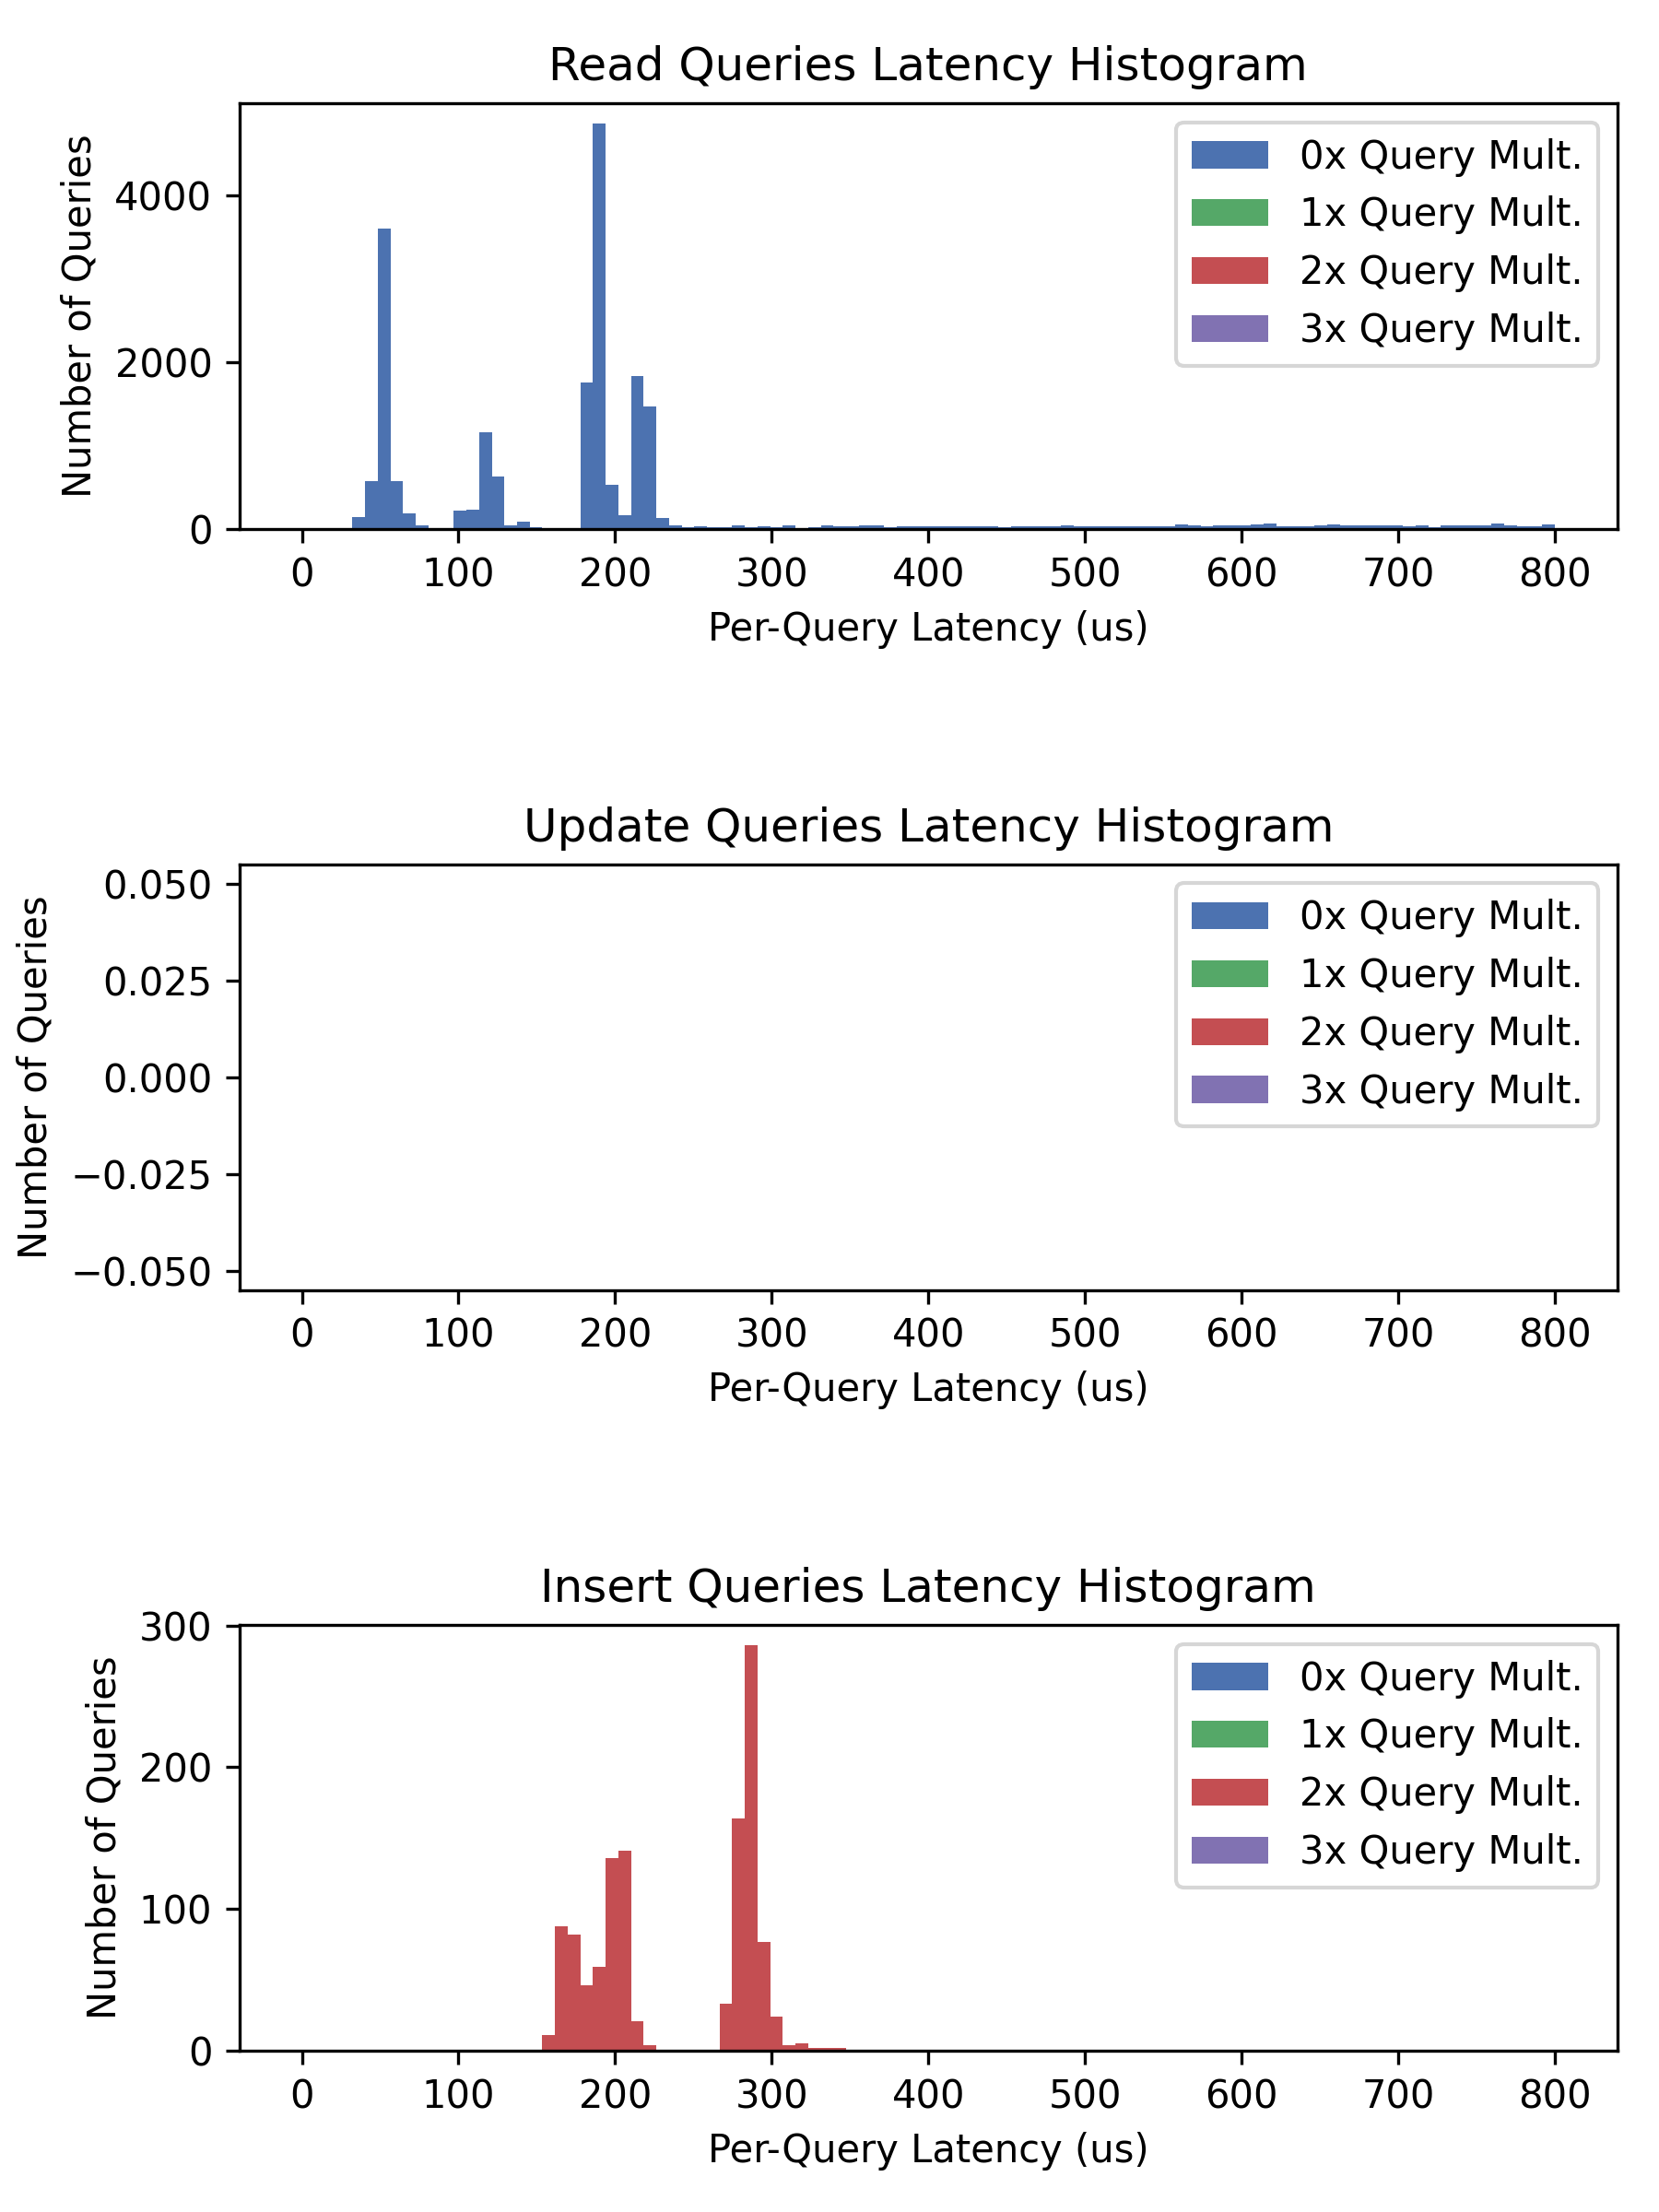 Read Queries Latency Histogram
Number of Queries
4000
2000
0
0x Query Mult.
1x Query Mult.
2x Query Mult.
3x Query Mult.
0 100 200 300 400 500 600 700 800
Per-Query Latency (us)
Update Queries Latency Histogram
Number of Queries
0.050
0.025
0.000
−0.025
−0.050
0x Query Mult.
1x Query Mult.
2x Query Mult.
3x Query Mult.
0 100 200 300 400 500 600 700 800
Per-Query Latency (us)
Insert Queries Latency Histogram
Number of Queries
300
200
100
0
0x Query Mult.
1x Query Mult.
2x Query Mult.
3x Query Mult.
0 100 200 300 400 500 600 700 800
Per-Query Latency (us)